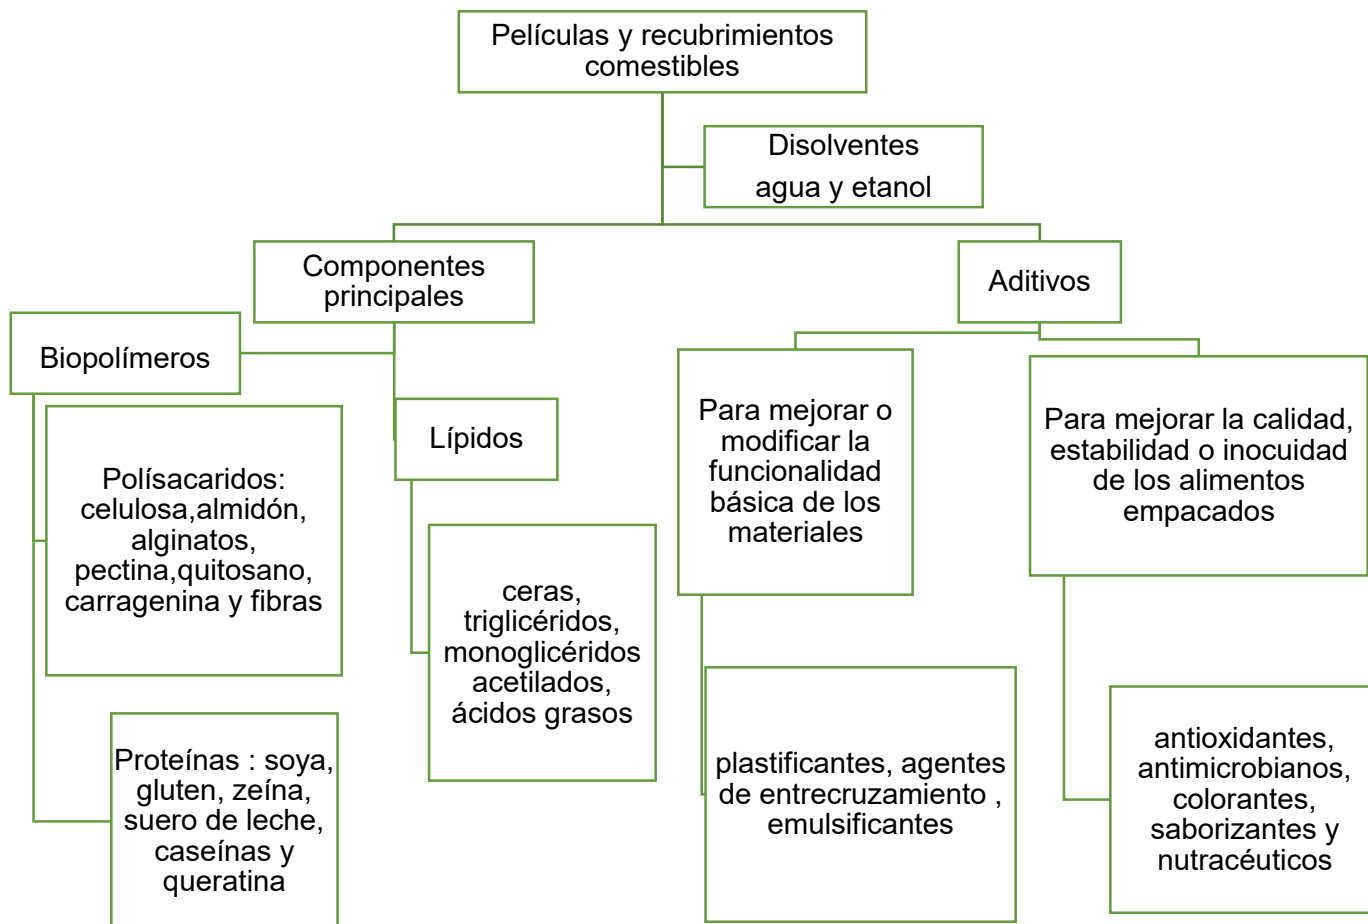 Películas y recubrimientos
comestibles
Disolventes
agua y etanol
Componentes
principales
Aditivos
Biopolímeros
Lípidos
Para mejorar o
modificar la
funcionalidad
básica de los
materiales
Para mejorar la calidad,
estabilidad o inocuidad
de los alimentos
empacados
Polísacaridos:
celulosa,almidón,
alginatos,
pectina,quitosano,
carragenina y fibras
ceras,
triglicéridos,
monoglicéridos
acetilados,
ácidos grasos
Proteínas : soya,
gluten, zeína,
suero de leche,
caseínas y
queratina
plastificantes, agentes
de entrecruzamiento ,
emulsificantes
antioxidantes,
antimicrobianos,
colorantes,
saborizantes y
nutracéuticos